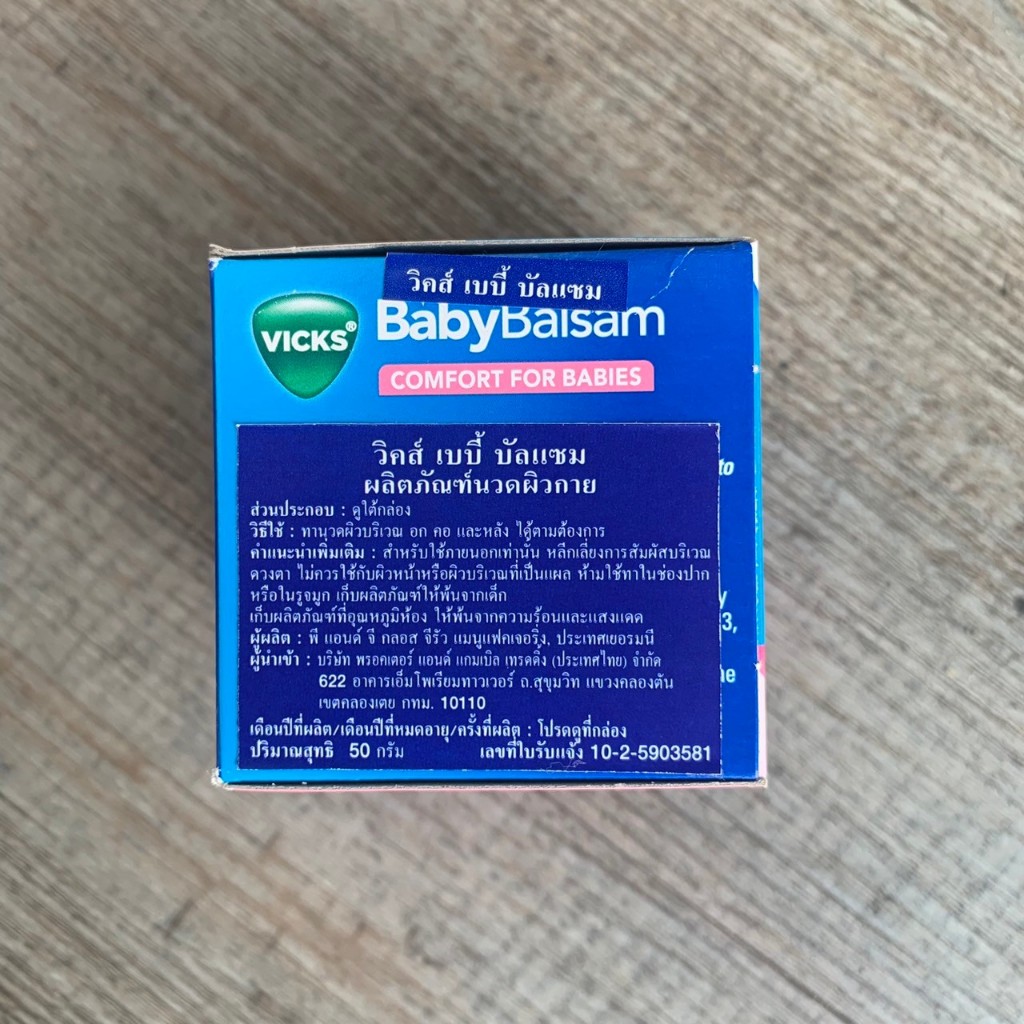 วิคส์ เบบี้ บัลแซม
VICKS®
BabyBalsam
COMFORT FOR BABIES
วิคส์ เบบี้ บัลแซม
ผลิตภัณฑ์นวดผิวกาย
ส่วนประกอบ : ดูใต้กล่อง
วิธีใช้ : ทานวดผิวบริเวณ อก คอ และหลัง ได้ตามต้องการ
คำแนะนำเพิ่มเติม : สำหรับใช้ภายนอกเท่านั้น หลีกเลี่ยงการสัมผัสบริเวณ
ดวงตา ไม่ควรใช้กับผิวหน้าหรือผิวบริเวณที่เป็นแผล ห้ามใช้ทาในช่องปาก
หรือในรูจมูก เก็บผลิตภัณฑ์ให้พ้นจากเด็ก
เก็บผลิตภัณฑ์ที่อุณหภูมิห้อง ให้พ้นจากความร้อนและแสงแดด
ผู้ผลิต : พี แอนด์ จี กลอส จีรัว แมนูแฟคเจอริ่ง, ประเทศเยอรมนี
ผู้นำเข้า : บริษัท พรอคเตอร์ แอนด์ แกมเบิล เทรดดิ้ง (ประเทศไทย) จำกัด
622 อาคารเอ็มโพเรียมทาวเวอร์ ถ.สุขุมวิท แขวงคลองตัน
เขตคลองเตย กทม. 10110
เดือนปีที่ผลิต/เดือนปีที่หมดอายุ/ครั้งที่ผลิต : โปรดดูที่กล่อง
ปริมาณสุทธิ 50 กรัม เลขที่ใบรับแจ้ง 10-2-5903581
to
3,